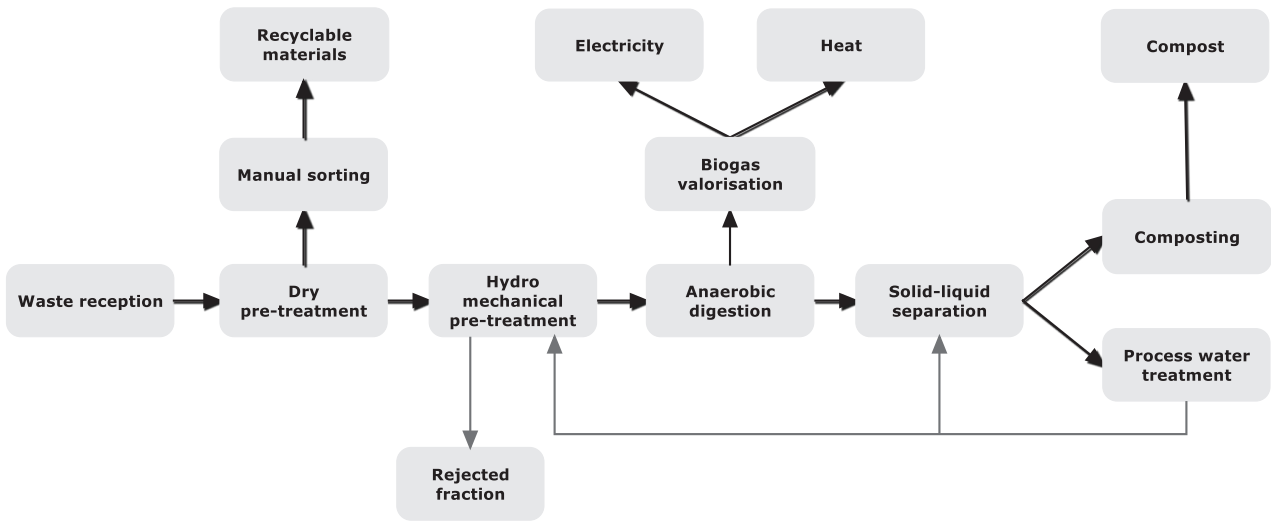 Recyclable
materials
Electricity
Heat
Compost
Manual sorting
Biogas
valorisation
Composting
Waste reception
Dry
pre-treatment
Hydro
mechanical
pre-treatment
Anaerobic
digestion
Solid-liquid
separation
Process water
treatment
Rejected
fraction